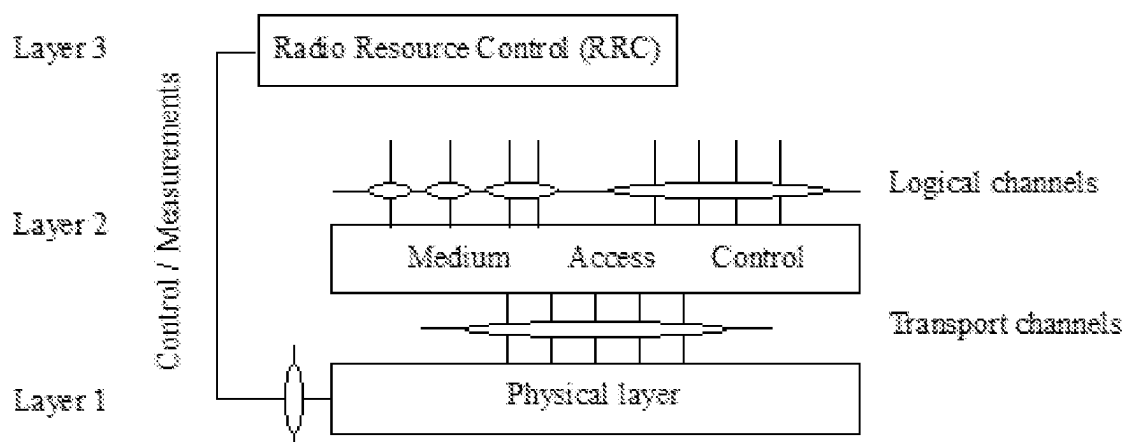 Layer 3
Radio Resource Control (RRC)
Control / Measurements
Logical channels
Layer 2
Medium Access Control
Transport channels
Layer 1
Physical layer